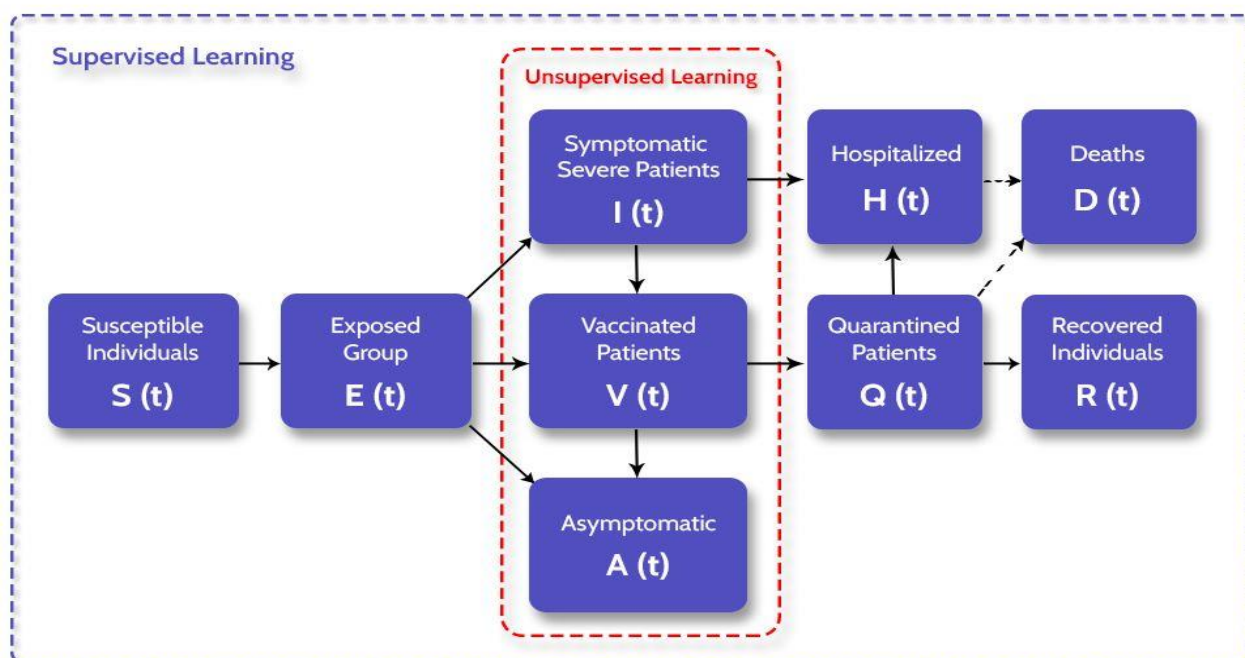 Supervised Learning
Unsupervised Learning
Symptomatic
Severe Patients
I (t)
Hospitalized
H (t)
Deaths
D (t)
Susceptible
Individuals
S (t)
Exposed
Group
E (t)
Vaccinated
Patients
V (t)
Quarantined
Patients
Q (t)
Recovered
Individuals
R (t)
Asymptomatic
A (t)